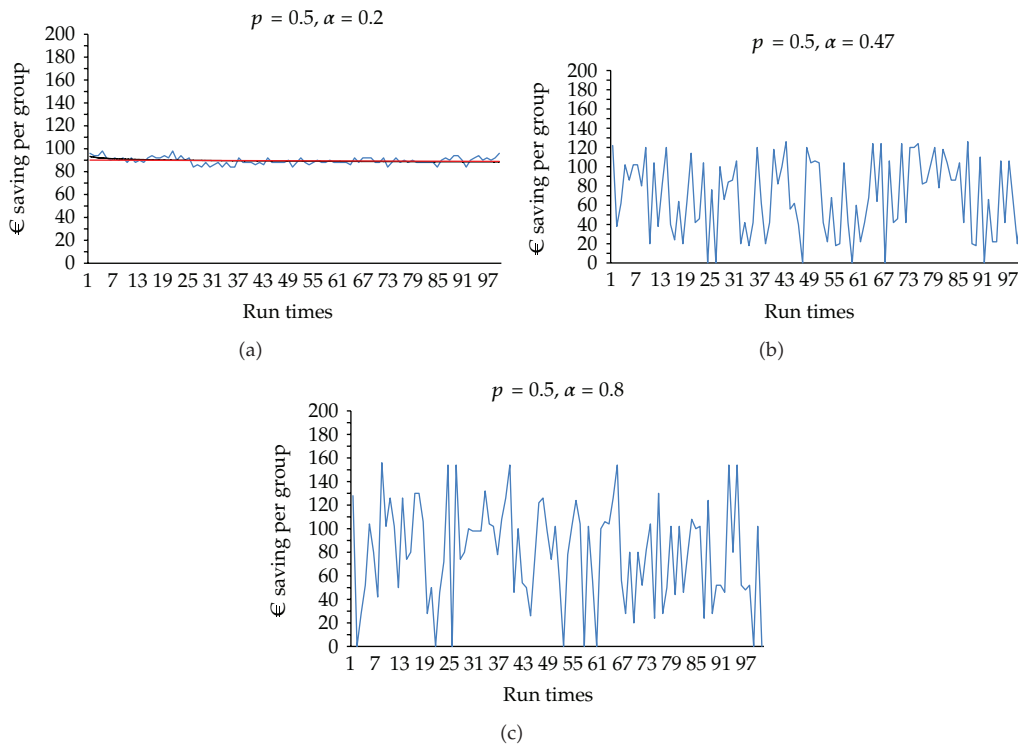 p = 0.5, α = 0.2
200
180
160
140
120
100
80
60
40
20
0
€ saving per group
1 7 13 19 25 31 37 43 49 55 61 67 73 79 85 91 97
Run times
(a)
p = 0.5, α = 0.47
200
180
160
140
120
100
80
60
40
20
0
€ saving per group
1 7 13 19 25 31 37 43 49 55 61 67 73 79 85 91 97
Run times
(b)
p = 0.5, α = 0.8
200
180
160
140
120
100
80
60
40
20
0
€ saving per group
1 7 13 19 25 31 37 43 49 55 61 67 73 79 85 91 97
Run times
(c)